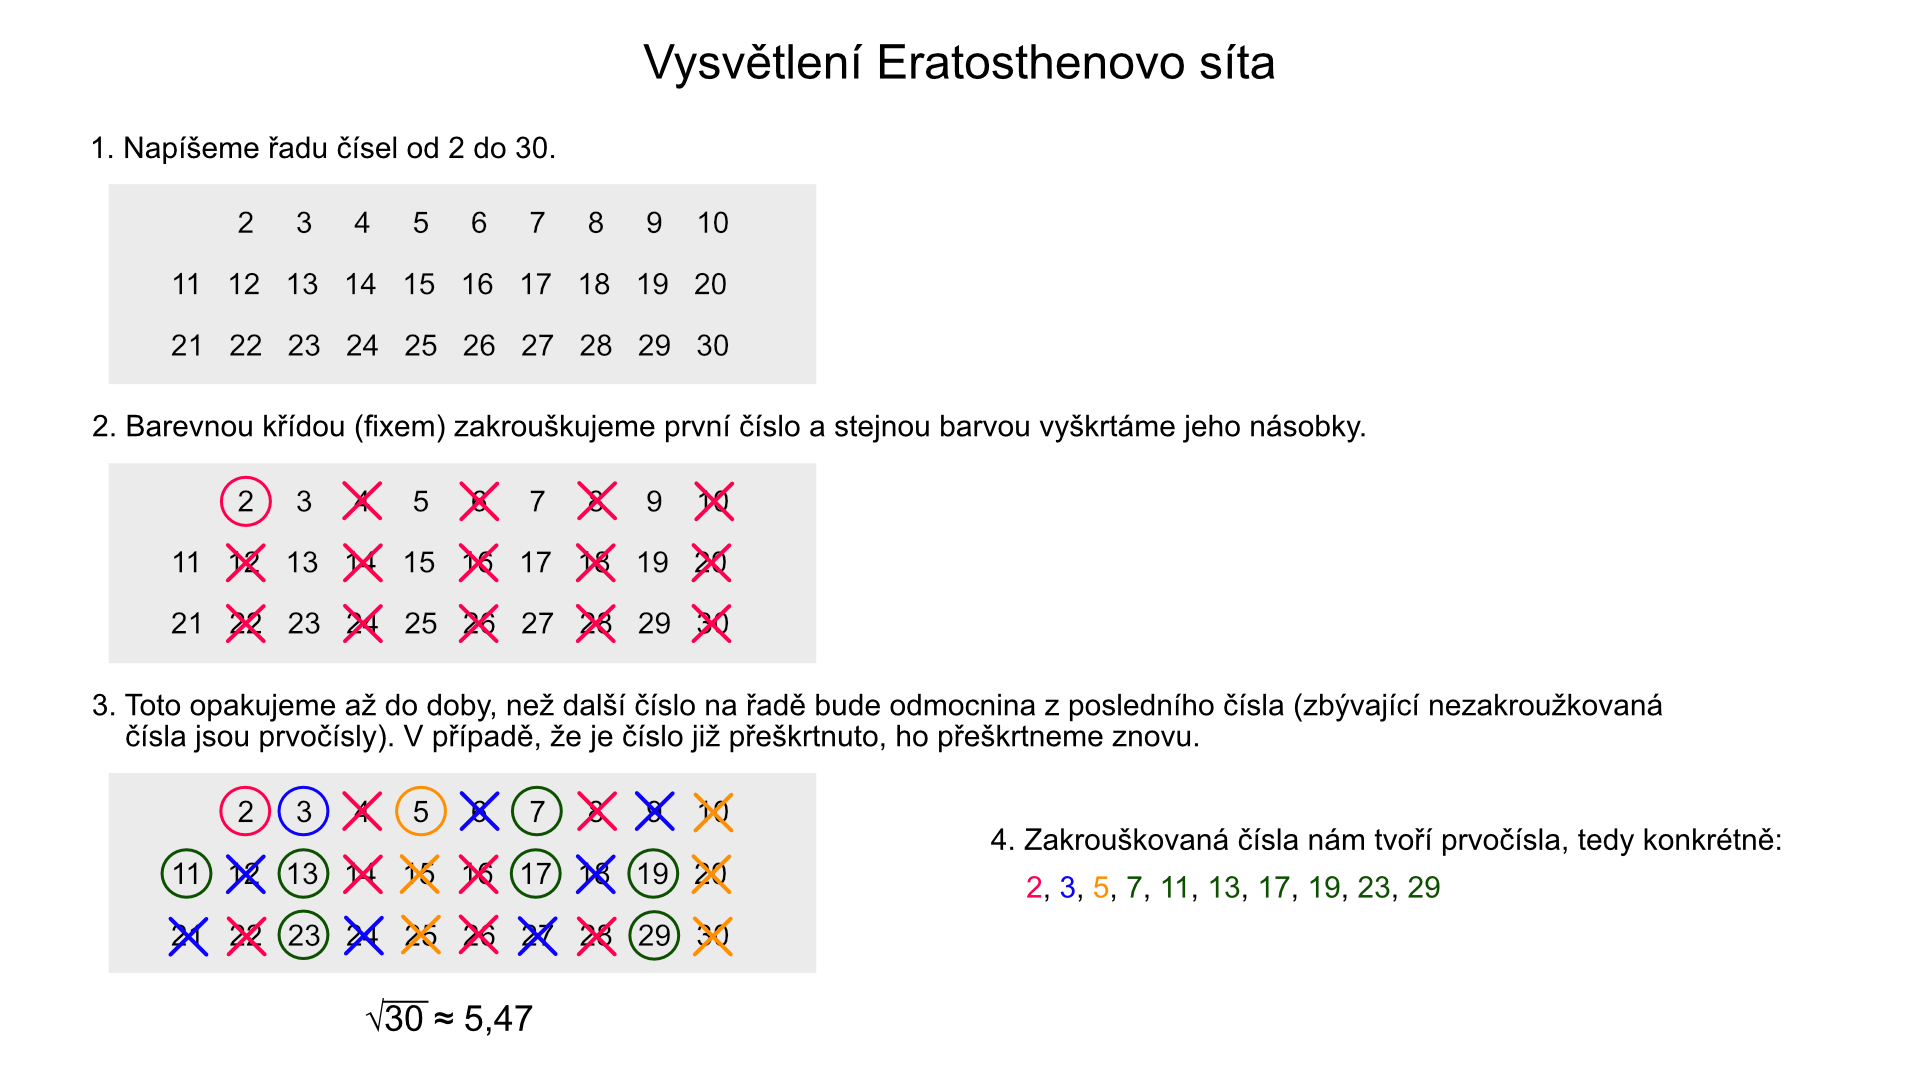 Vysvětlení Eratosthenovo síta
1. Napíšeme řadu čísel od 2 do 30.
2 3 4 5 6 7 8 9 10
11 12 13 14 15 16 17 18 19 20
21 22 23 24 25 26 27 28 29 30
2. Barevnou křídou (fixem) zakrouškujeme první číslo a stejnou barvou vyškrtáme jeho násobky.
2 3 4 5 6 7 8 9 10
11 12 13 14 15 16 17 18 19 20
21 22 23 24 25 26 27 28 29 30
3. Toto opakujeme až do doby, než další číslo na řadě bude odmocnina z posledního čísla (zbývající nezakroužkovaná
čísla jsou prvočísly). V případě, že je číslo již přeškrtnuto, ho přeškrtneme znovu.
2 3 4 5 6 7 8 9 10
11 12 13 14 15 16 17 18 19 20
21 22 23 24 25 26 27 28 29 30
√30 ≈ 5,47
4. Zakrouškovaná čísla nám tvoří prvočísla, tedy konkrétně:
2, 3, 5, 7, 11, 13, 17, 19, 23, 29